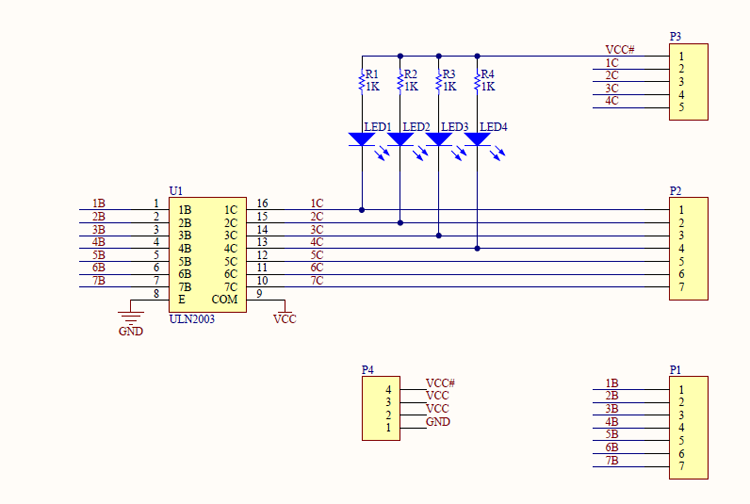 P3
VCC# 1
1C 2
2C 3
3C 4
4C 5
R1 R2 R3 R4
1K 1K 1K 1K
LED1 LED2 LED3 LED4
U1 P2
1B 1 1B 1C 16 1C 1
2B 2 2B 2C 15 2C 2
3B 3 3B 3C 14 3C 3
4B 4 4B 4C 13 4C 4
5B 5 5B 5C 12 5C 5
6B 6 6B 6C 11 6C 6
7B 7 7B 7C 10 7C 7
8 E COM 9
GND ULN2003 VCC
P4 P1
4 VCC# 1B 1
3 VCC 2B 2
2 VCC 3B 3
1 GND 4B 4
5B 5
6B 6
7B 7